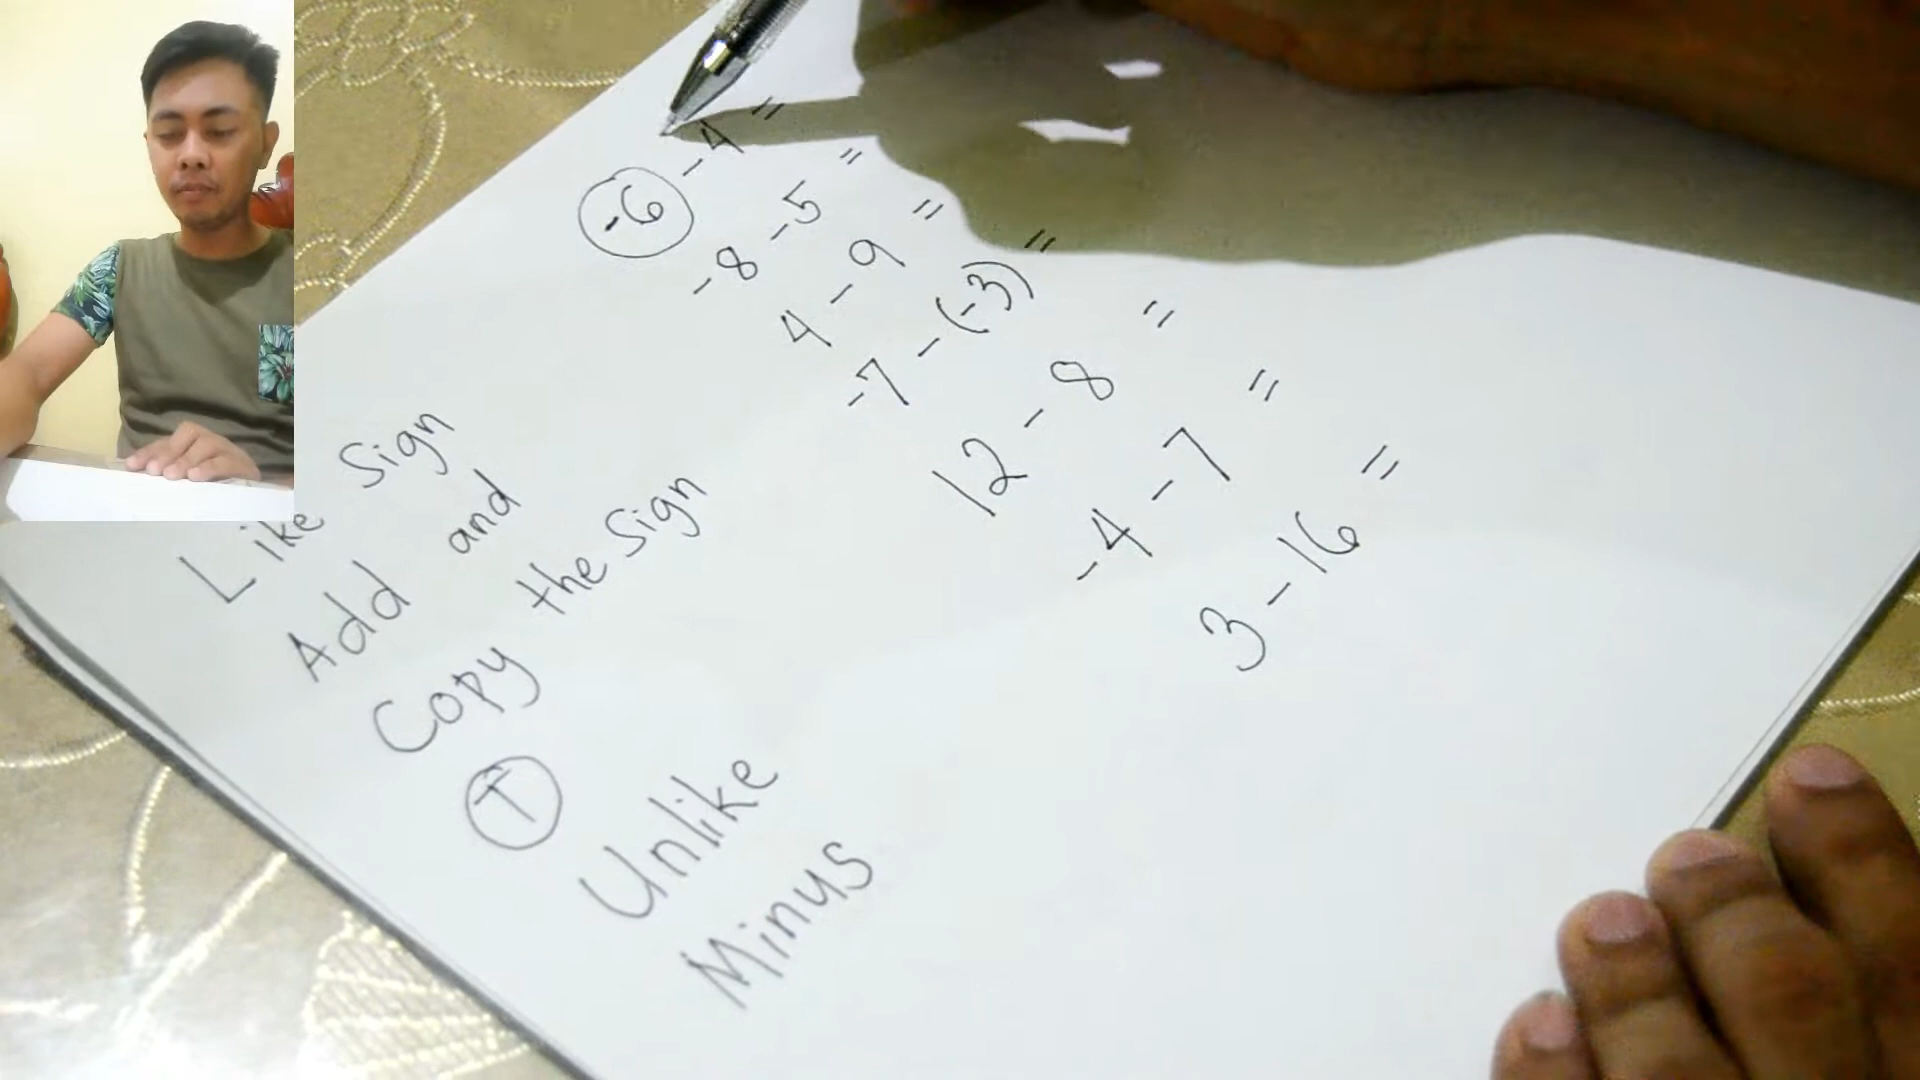 -6 -4 =
-8 -5 =
4 - 9 =
-7 - (-3) =
12 - 8 =
-4 - 7 =
3 - 16 =
Like Sign
Add and
Copy the Sign
+
Unlike
Minus